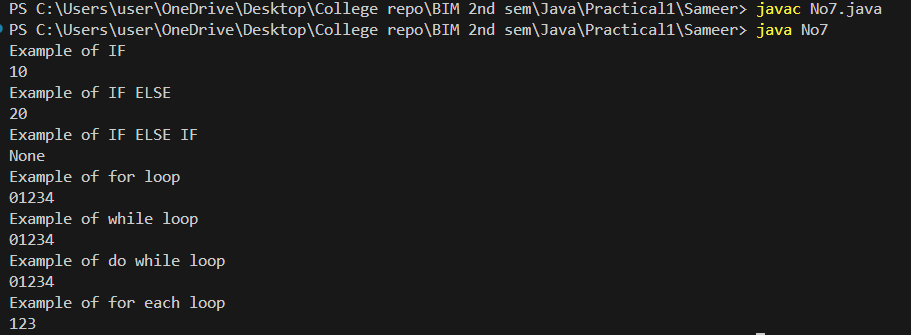 PS C:\Users\user\OneDrive\Desktop\College repo\BIM 2nd sem\Java\Practical1\Sameer> javac No7.java
PS C:\Users\user\OneDrive\Desktop\College repo\BIM 2nd sem\Java\Practical1\Sameer> java No7
Example of IF
10
Example of IF ELSE
20
Example of IF ELSE IF
None
Example of for loop
01234
Example of while loop
01234
Example of do while loop
01234
Example of for each loop
123